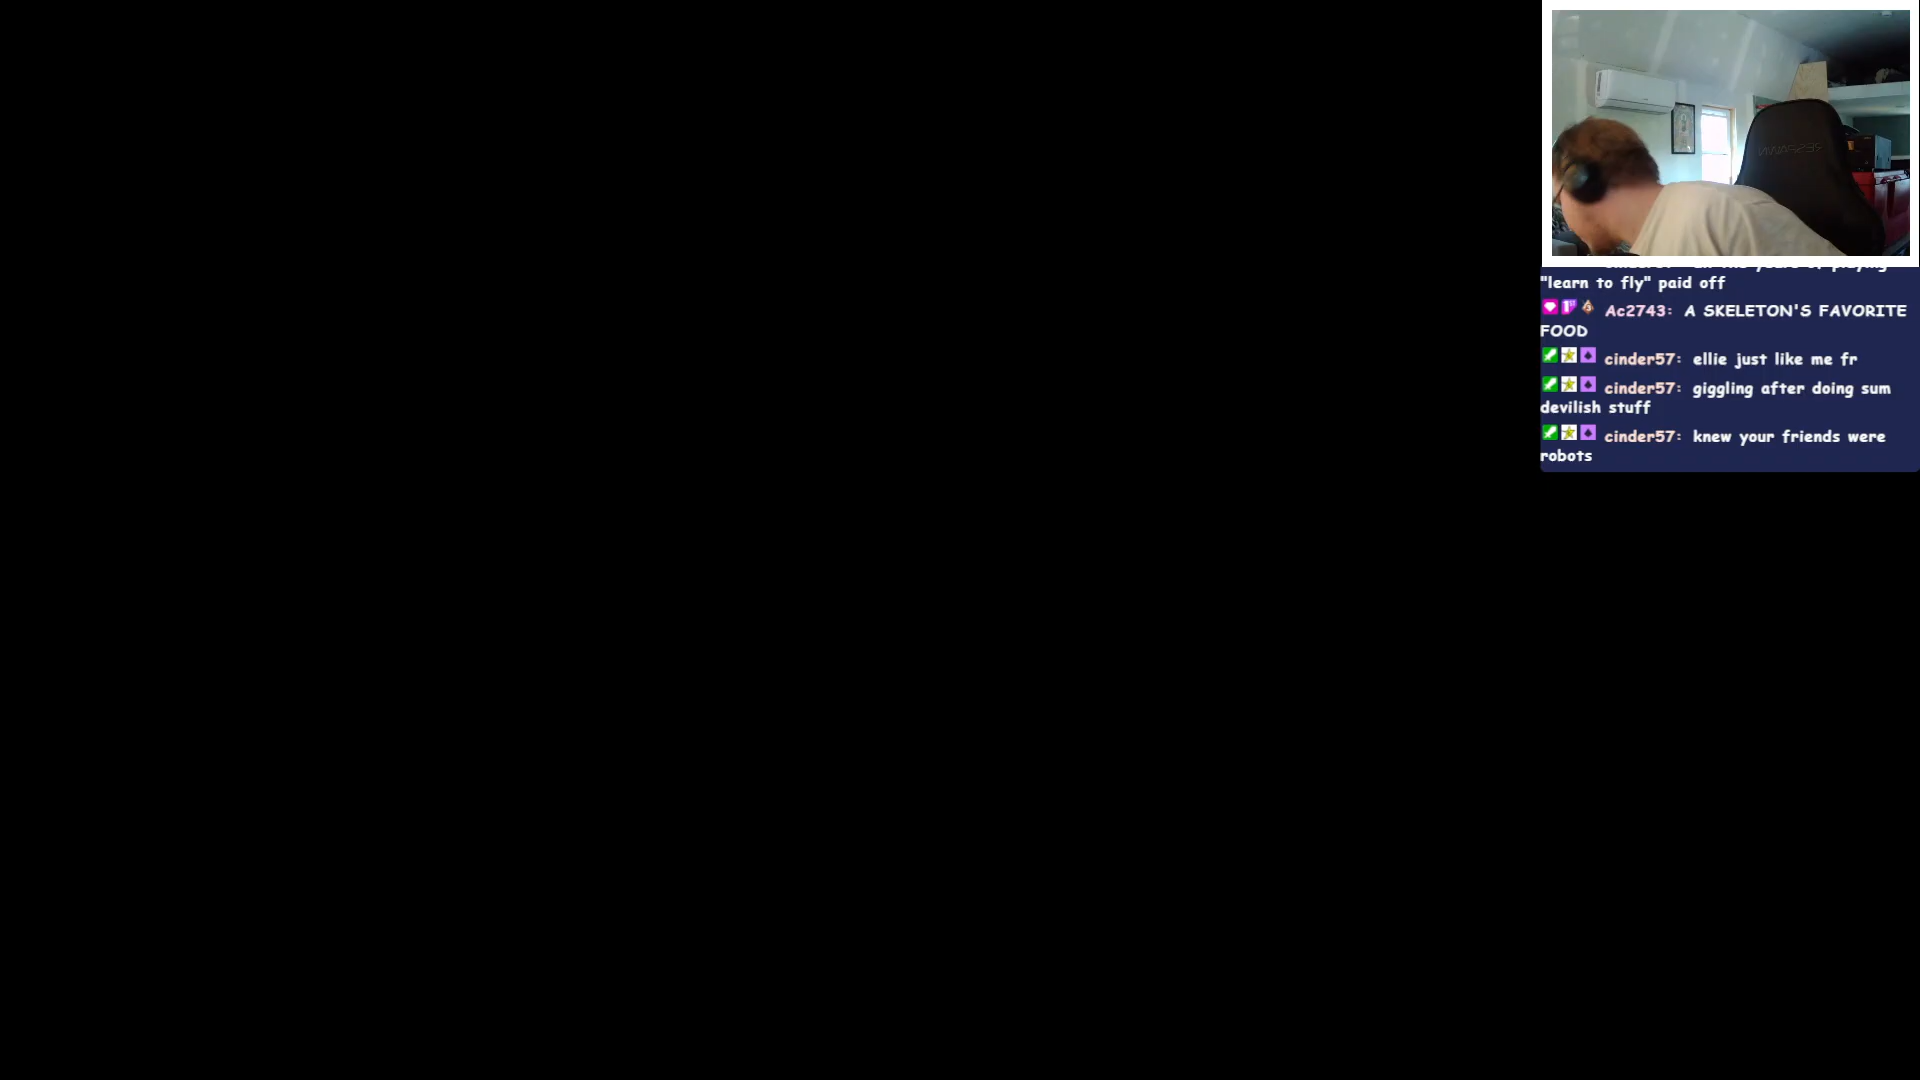 "learn to fly" paid off
Ac2743: A SKELETON'S FAVORITE
FOOD
cinder57: ellie just like me fr
cinder57: giggling after doing sum
devilish stuff
cinder57: knew your friends were
robots